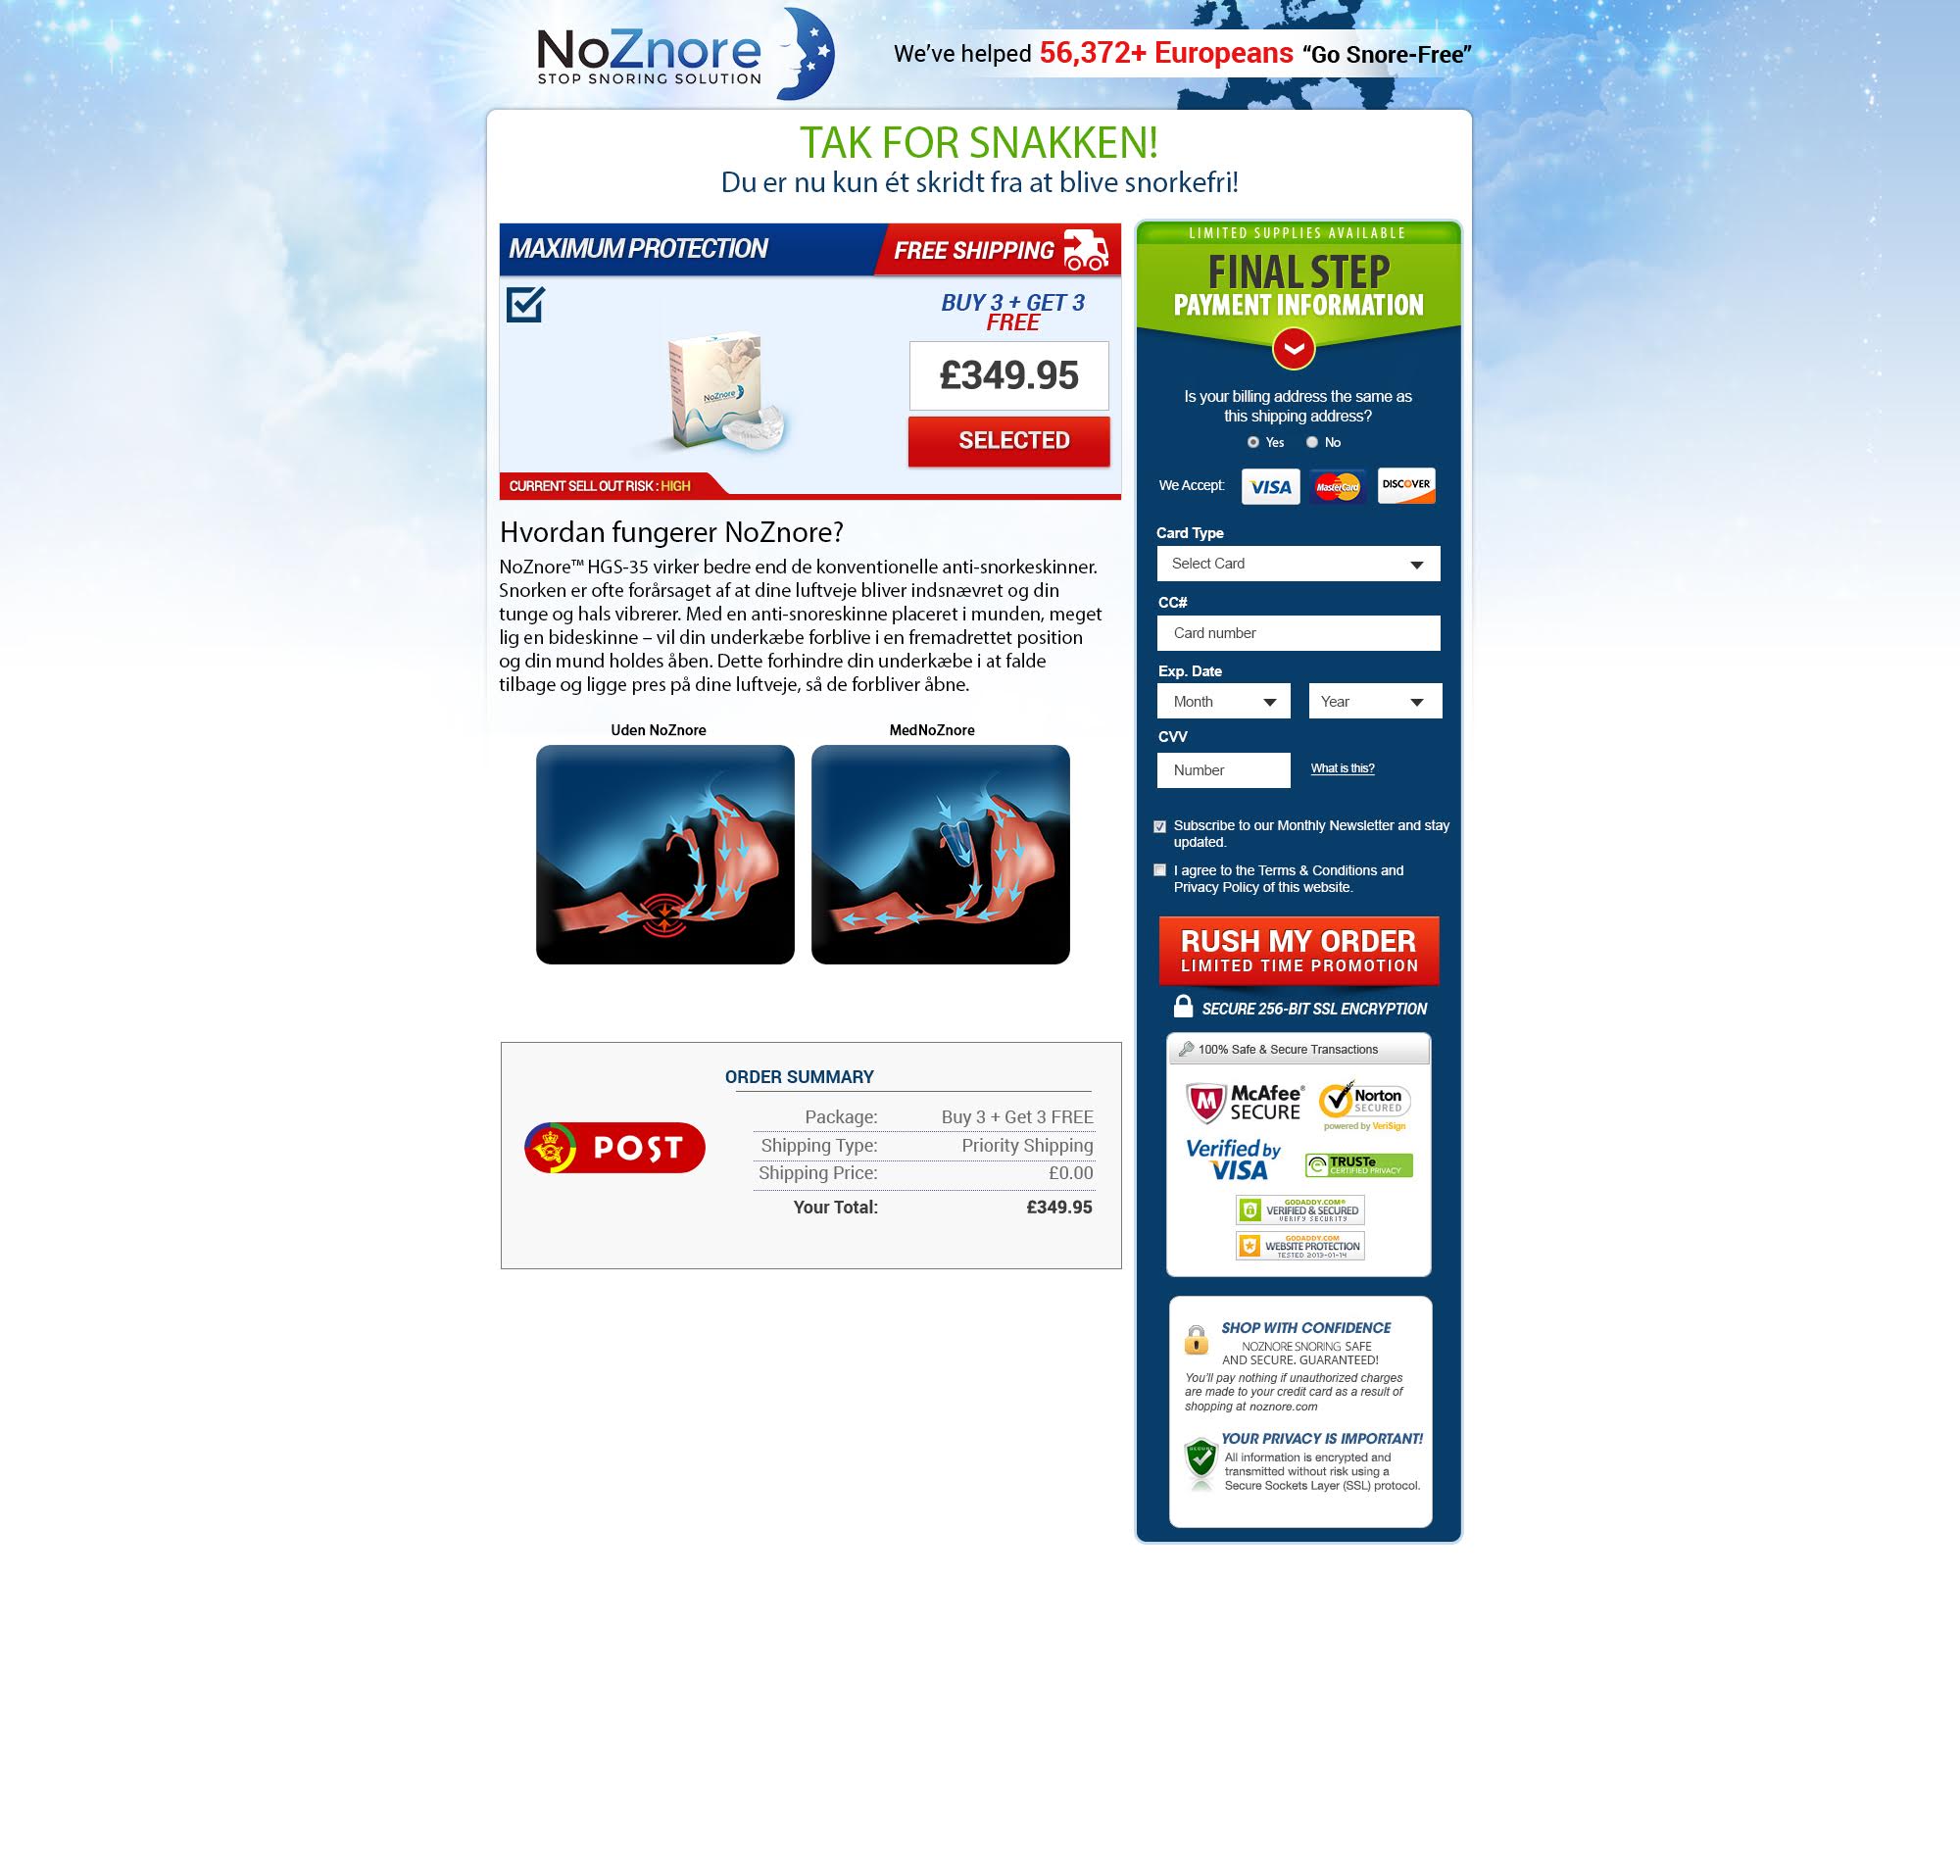 NoZnore
STOP SNORING SOLUTION
We've helped 56,372+ Europeans "Go Snore-Free"
TAK FOR SNAKKEN!
Du er nu kun ét skridt fra at blive snorkefri!
MAXIMUM PROTECTION
FREE SHIPPING
BUY 3 + GET 3
FREE
£349.95
SELECTED
NoZnore
CURRENT SELL OUT RISK : HIGH
Hvordan fungerer NoZnore?
NoZnore™ HGS-35 virker bedre end de konventionelle anti-snorkeskinner.
Snorken er ofte forårsaget af at dine luftveje bliver indsnævret og din
tunge og hals vibrerer. Med en anti-snoreskinne placeret i munden, meget
lig en bideskinne – vil din underkæbe forblive i en fremadrettet position
og din mund holdes åben. Dette forhindre din underkæbe i at falde
tilbage og ligge pres på dine luftveje, så de forbliver åbne.
Uden NoZnore
MedNoZnore
ORDER SUMMARY
POST
Package: Buy 3 + Get 3 FREE
Shipping Type: Priority Shipping
Shipping Price: £0.00
Your Total: £349.95
LIMITED SUPPLIES AVAILABLE
FINAL STEP
PAYMENT INFORMATION
Is your billing address the same as
this shipping address?
Yes No
We Accept: VISA MasterCard DISCOVER
Card Type
Select Card
CC#
Card number
Exp. Date
Month Year
CVV
Number What is this?
Subscribe to our Monthly Newsletter and stay
updated.
I agree to the Terms & Conditions and
Privacy Policy of this website.
RUSH MY ORDER
LIMITED TIME PROMOTION
SECURE 256-BIT SSL ENCRYPTION
100% Safe & Secure Transactions
McAfee®
SECURE
Norton
SECURED
powered by VeriSign
Verified by
VISA
TRUSTe
CERTIFIED PRIVACY
GODADDY.COM®
VERIFIED & SECURED
VERIFY SECURITY
GODADDY.COM
WEBSITE PROTECTION
TESTED 2013-01-14
SHOP WITH CONFIDENCE
NOZNORE SNORING SAFE
AND SECURE. GUARANTEED!
You'll pay nothing if unauthorized charges
are made to your credit card as a result of
shopping at noznore.com
YOUR PRIVACY IS IMPORTANT!
All information is encrypted and
transmitted without risk using a
Secure Sockets Layer (SSL) protocol.